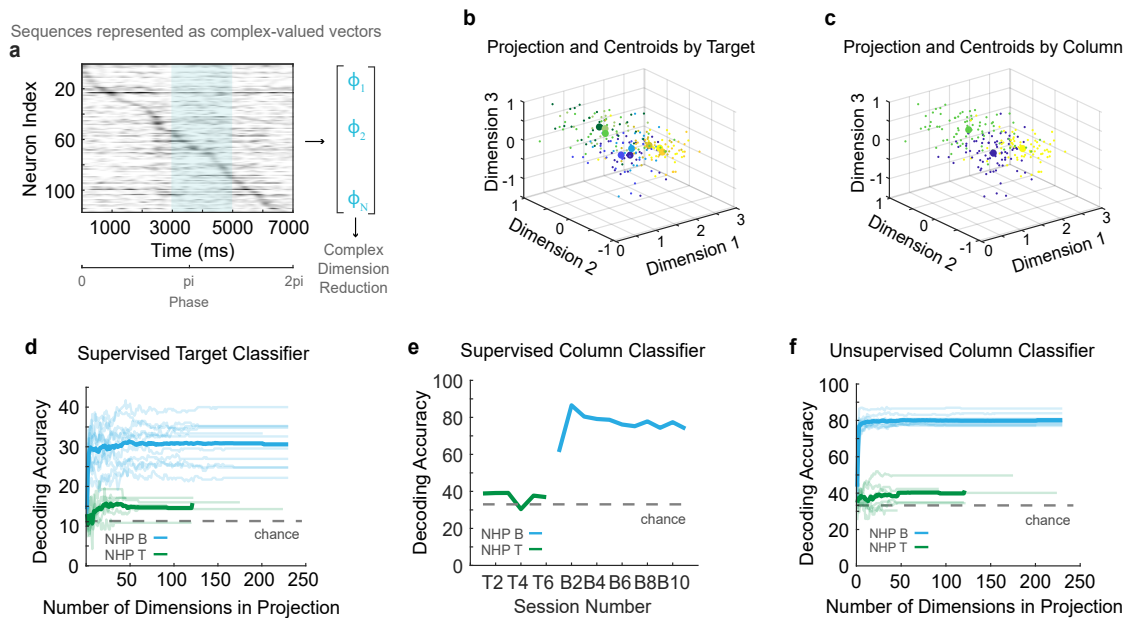 Sequences represented as complex-valued vectors
a
Neuron Index
20
60
100
1000 3000 5000 7000
Time (ms)
0 pi 2pi
Phase
ϕ1
ϕ2
ϕN
Complex
Dimension
Reduction
b
Projection and Centroids by Target
Dimension 3
1
0
-1
1
0
-1
Dimension 2
0
1
2
3
Dimension 1
c
Projection and Centroids by Column
Dimension 3
1
0
-1
1
0
-1
Dimension 2
0
1
2
3
Dimension 1
d
Supervised Target Classifier
Decoding Accuracy
40
30
20
10
0
chance
NHP B
NHP T
50 100 150 200 250
Number of Dimensions in Projection
e
Supervised Column Classifier
Decoding Accuracy
100
80
60
40
20
0
chance
NHP B
NHP T
T2 T4 T6 B2 B4 B6 B8 B10
Session Number
f
Unsupervised Column Classifier
Decoding Accuracy
100
80
60
40
20
0
chance
NHP B
NHP T
0 50 100 150 200 250
Number of Dimensions in Projection